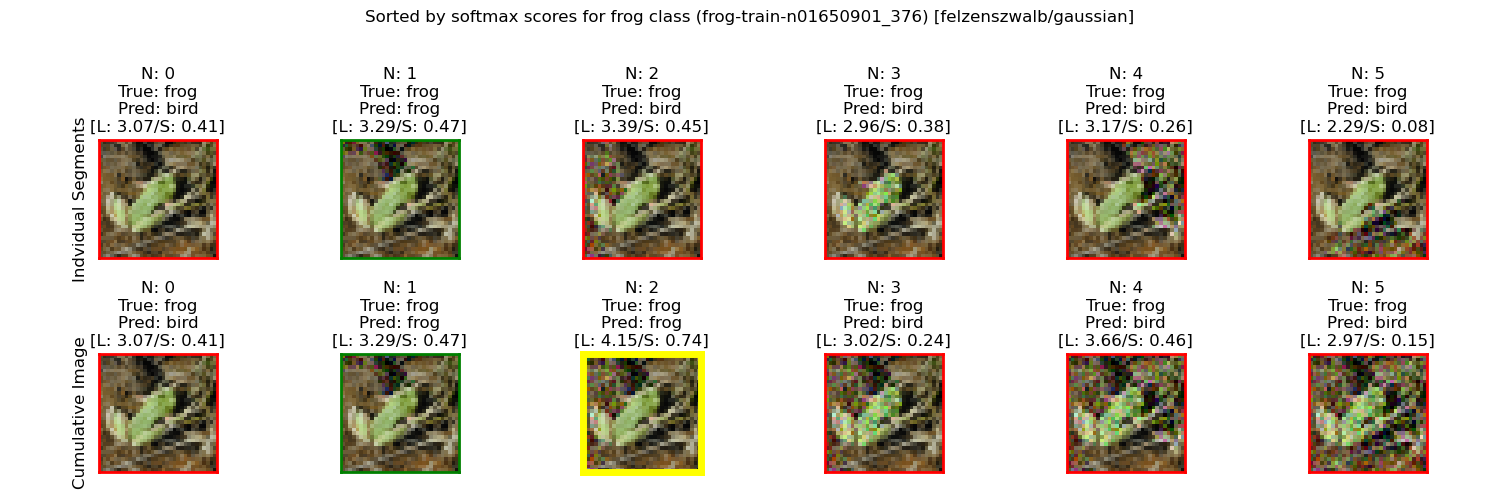 Sorted by softmax scores for frog class (frog-train-n01650901_376) [felzenszwalb/gaussian]
Indvidual Segments
N: 0
True: frog
Pred: bird
[L: 3.07/S: 0.41]
N: 1
True: frog
Pred: frog
[L: 3.29/S: 0.47]
N: 2
True: frog
Pred: bird
[L: 3.39/S: 0.45]
N: 3
True: frog
Pred: bird
[L: 2.96/S: 0.38]
N: 4
True: frog
Pred: bird
[L: 3.17/S: 0.26]
N: 5
True: frog
Pred: bird
[L: 2.29/S: 0.08]
Cumulative Image
N: 0
True: frog
Pred: bird
[L: 3.07/S: 0.41]
N: 1
True: frog
Pred: frog
[L: 3.29/S: 0.47]
N: 2
True: frog
Pred: frog
[L: 4.15/S: 0.74]
N: 3
True: frog
Pred: bird
[L: 3.02/S: 0.24]
N: 4
True: frog
Pred: bird
[L: 3.66/S: 0.46]
N: 5
True: frog
Pred: bird
[L: 2.97/S: 0.15]